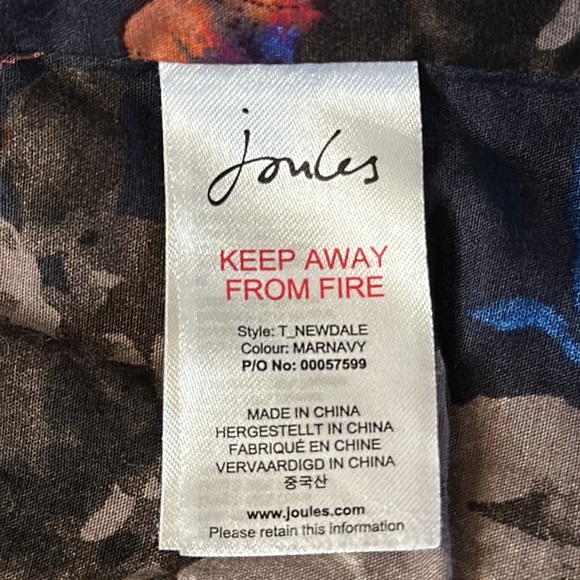 joules
KEEP AWAY
FROM FIRE
Style: T_NEWDALE
Colour: MARNAVY
P/O No: 00057599
MADE IN CHINA
HERGESTELLT IN CHINA
FABRIQUÉ EN CHINE
VERVAARDIGD IN CHINA
중국산
www.joules.com
Please retain this information